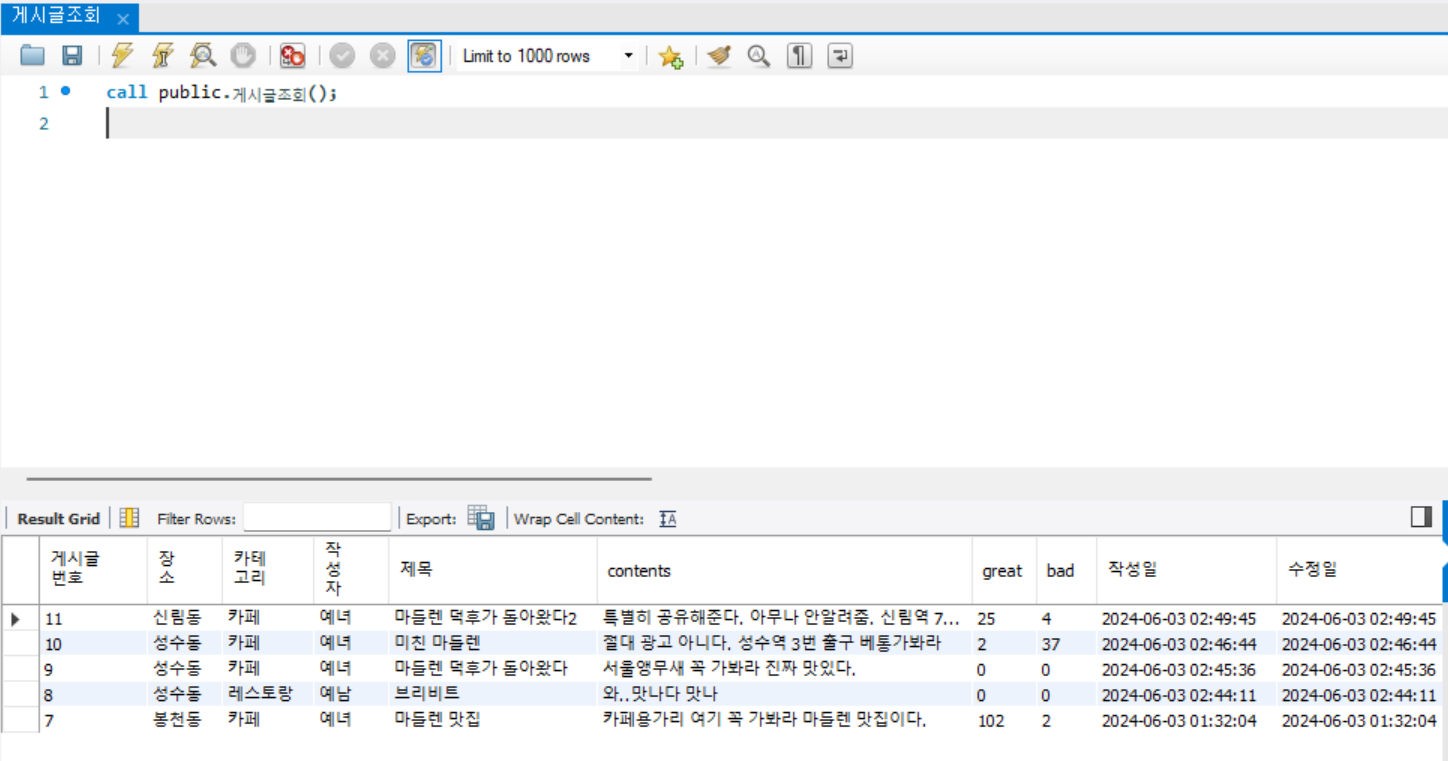 게시글조회
Limit to 1000 rows
1 call public.게시글조회();
2
Result Grid Filter Rows: Export: Wrap Cell Content:
게시글 번호 장소 카테고리 작성자 제목 contents great bad 작성일 수정일
11 신림동 카페 예녀 마들렌 덕후가 돌아왔다2 특별히 공유해준다. 아무나 안알려줌. 신림역 7... 25 4 2024-06-03 02:49:45 2024-06-03 02:49:45
10 성수동 카페 예녀 미친 마들렌 절대 광고 아니다. 성수역 3번 출구 베통가봐라 2 37 2024-06-03 02:46:44 2024-06-03 02:46:44
9 성수동 카페 예녀 마들렌 덕후가 돌아왔다 서울앵무새 꼭 가봐라 진짜 맛있다. 0 0 2024-06-03 02:45:36 2024-06-03 02:45:36
8 성수동 레스토랑 예남 브리비트 와..맛나다 맛나 0 0 2024-06-03 02:44:11 2024-06-03 02:44:11
7 봉천동 카페 예녀 마들렌 맛집 카페용가리 여기 꼭 가봐라 마들렌 맛집이다. 102 2 2024-06-03 01:32:04 2024-06-03 01:32:04